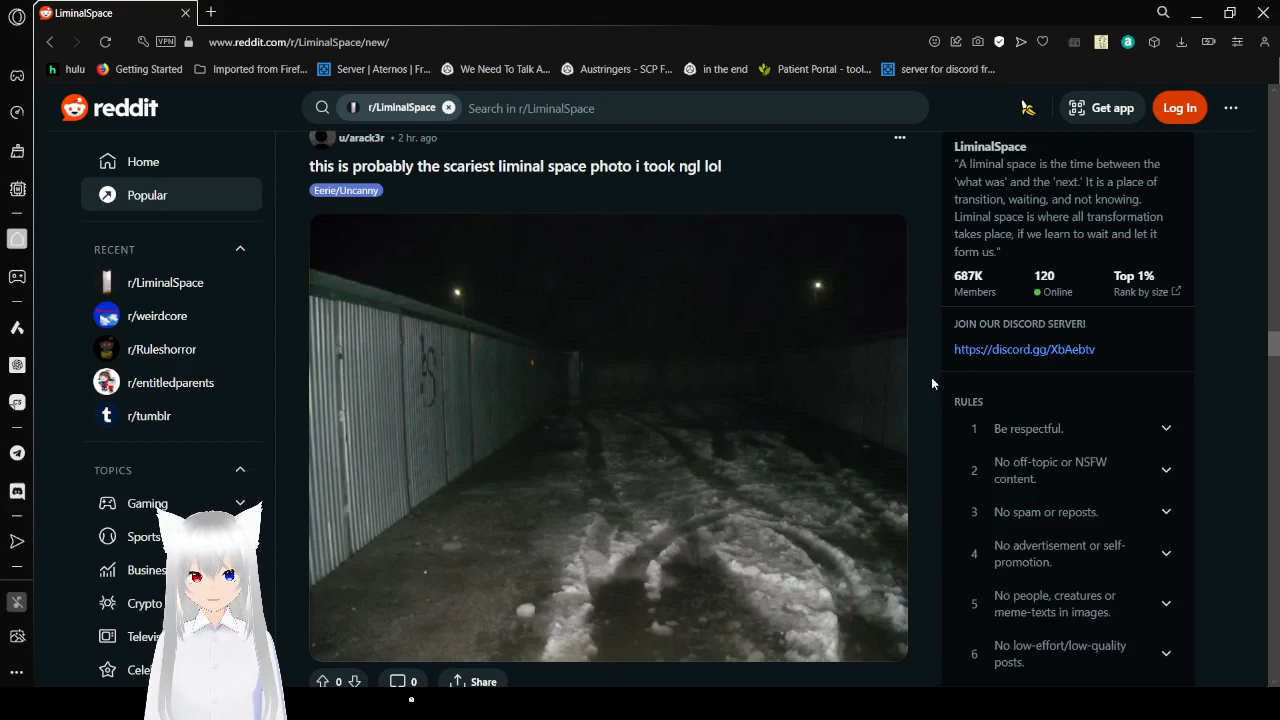 LiminalSpace
VPN
www.reddit.com/r/LiminalSpace/new/
hulu
Getting Started
Imported from Firef...
Server | Aternos | Fr...
We Need To Talk A...
Austringers - SCP F...
in the end
Patient Portal - tool...
server for discord fr...
reddit
r/LiminalSpace
Search in r/LiminalSpace
Get app
Log In
Home
Popular
RECENT
r/LiminalSpace
r/weirdcore
r/Ruleshorror
r/entitledparents
r/tumblr
TOPICS
Gaming
Sports
Busines
Crypto
Televi
Cele
u/arack3r • 2 hr. ago
this is probably the scariest liminal space photo i took ngl lol
Eerie/Uncanny
0
0
Share
LiminalSpace
"A liminal space is the time between the
'what was' and the 'next.' It is a place of
transition, waiting, and not knowing.
Liminal space is where all transformation
takes place, if we learn to wait and let it
form us."
687K
Members
120
Online
Top 1%
Rank by size
JOIN OUR DISCORD SERVER!
https://discord.gg/XbAebtv
RULES
1 Be respectful.
2 No off-topic or NSFW
content.
3 No spam or reposts.
4 No advertisement or self-
promotion.
5 No people, creatures or
meme-texts in images.
6 No low-effort/low-quality
posts.